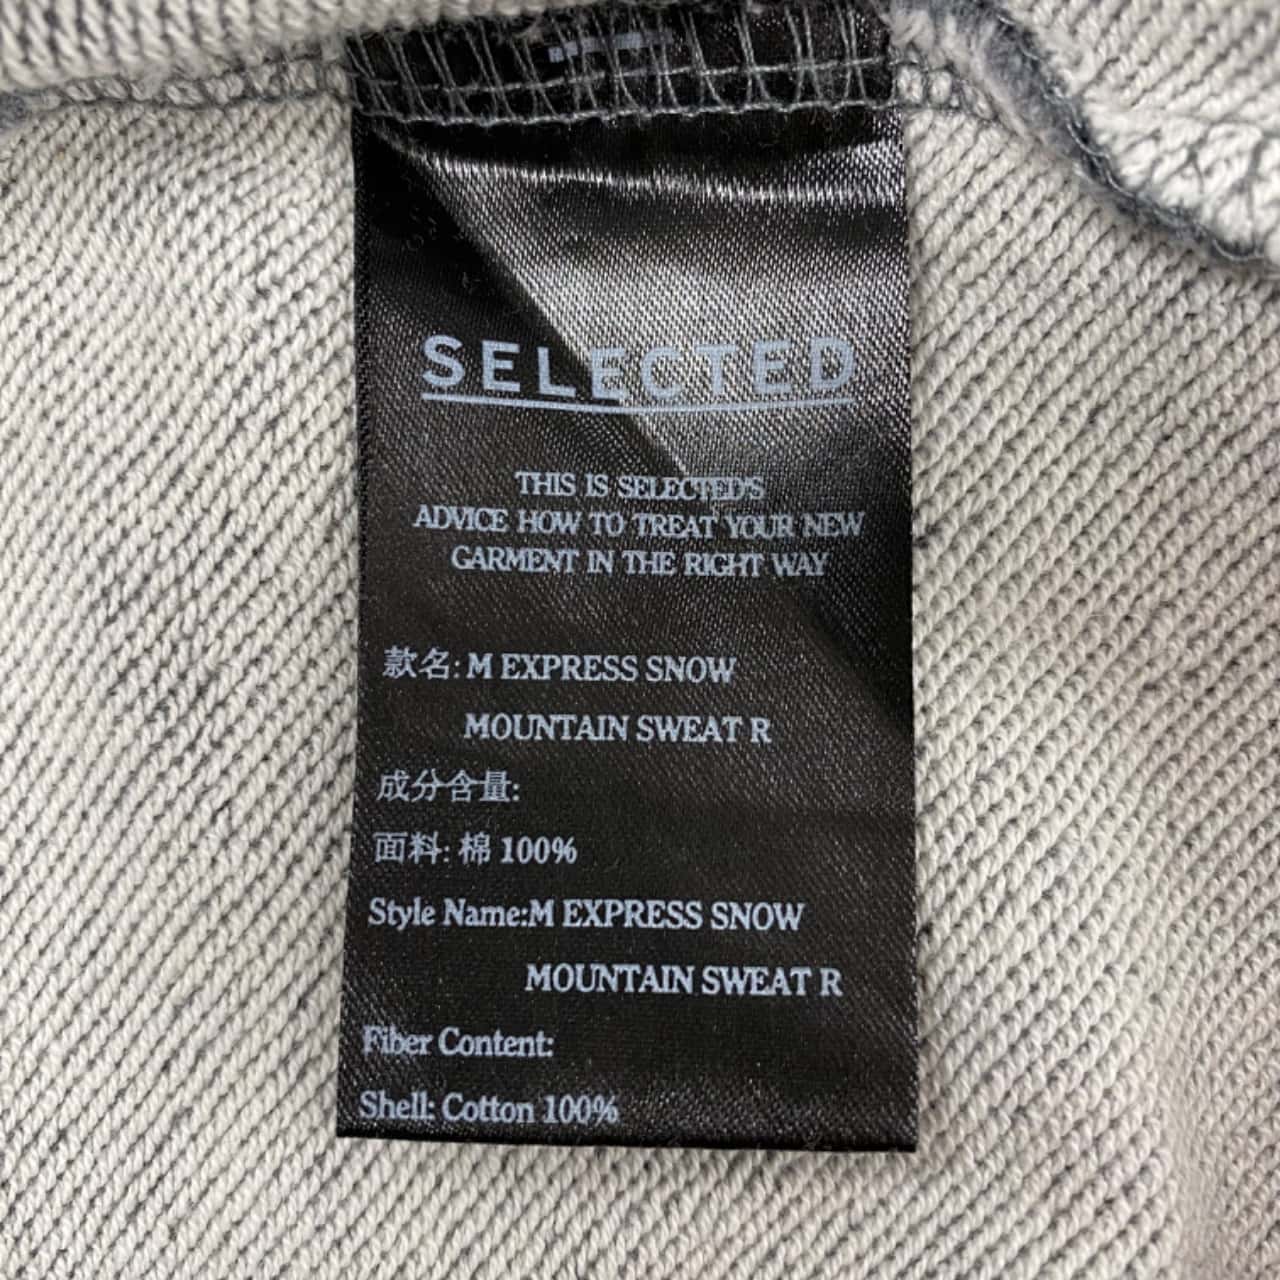 SELECTED
THIS IS SELECTED'S
ADVICE HOW TO TREAT YOUR NEW
GARMENT IN THE RIGHT WAY
款名: M EXPRESS SNOW
MOUNTAIN SWEAT R
成分含量:
面料: 棉 100%
Style Name:M EXPRESS SNOW
MOUNTAIN SWEAT R
Fiber Content:
Shell: Cotton 100%